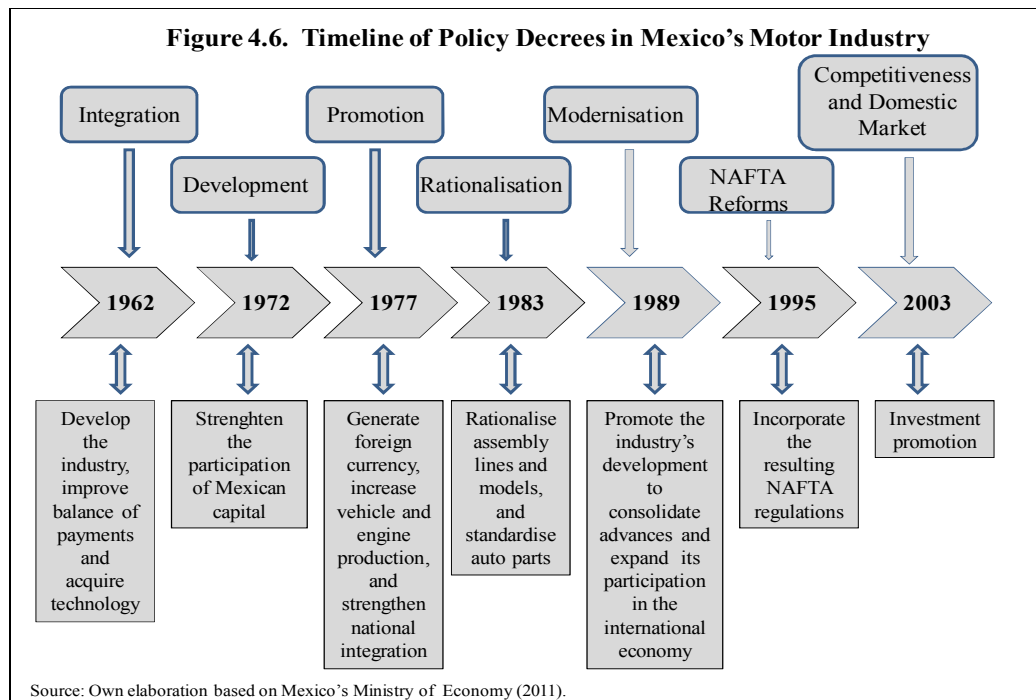 Figure 4.6. Timeline of Policy Decrees in Mexico's Motor Industry
Integration
Development
Promotion
Rationalisation
Modernisation
NAFTA
Reforms
Competitiveness
and Domestic
Market
1962
1972
1977
1983
1989
1995
2003
Develop
the
industry,
improve
balance of
payments
and
acquire
technology
Strenghten
the
participation
of Mexican
capital
Generate
foreign
currency,
increase
vehicle and
engine
production,
and
strengthen
national
integration
Rationalise
assembly
lines and
models,
and
standardise
auto parts
Promote the
industry's
development
to
consolidate
advances and
expand its
participation
in the
international
economy
Incorporate
the
resulting
NAFTA
regulations
Investment
promotion
Source: Own elaboration based on Mexico's Ministry of Economy (2011).